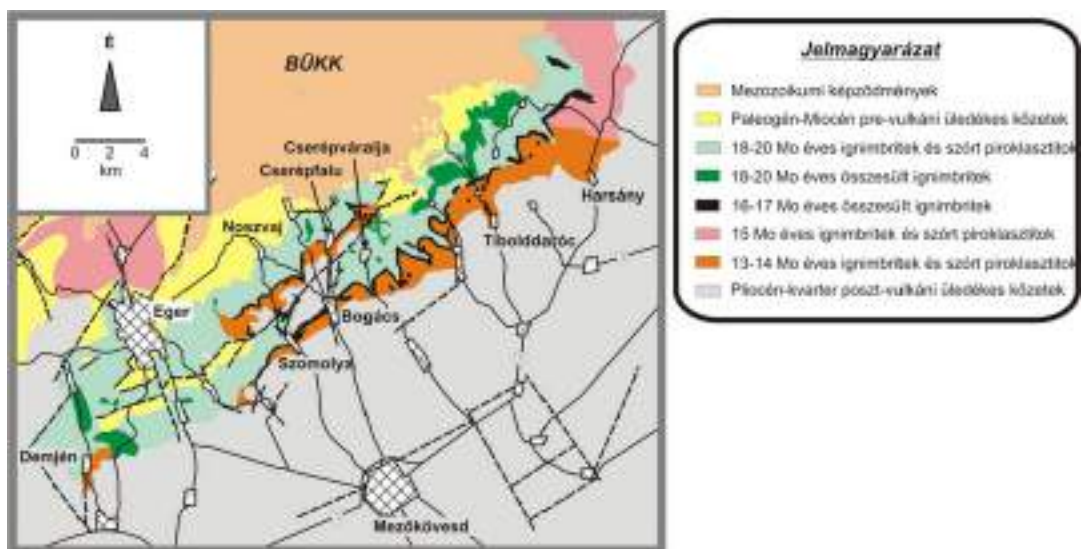 É
0 2 4
km
BÜKK
Cserépváralja
Cserépfalu
Noszvaj
Harsány
Tibolddaróc
Eger
Bogács
Szomolya
Demjén
Mezőkövesd
Jelmagyarázat
Mezozoikumi képződmények
Paleogén-Miocén pre-vulkáni üledékes kőzetek
18-20 Mo éves ignimbritek és szórt piroklasztitok
18-20 Mo éves összesült ignimbritek
16-17 Mo éves összesült ignimbritek
15 Mo éves ignimbritek és szórt piroklasztitok
13-14 Mo éves ignimbritek és szórt piroklasztitok
Pliocén-kvarter poszt-vulkáni üledékes kőzetek